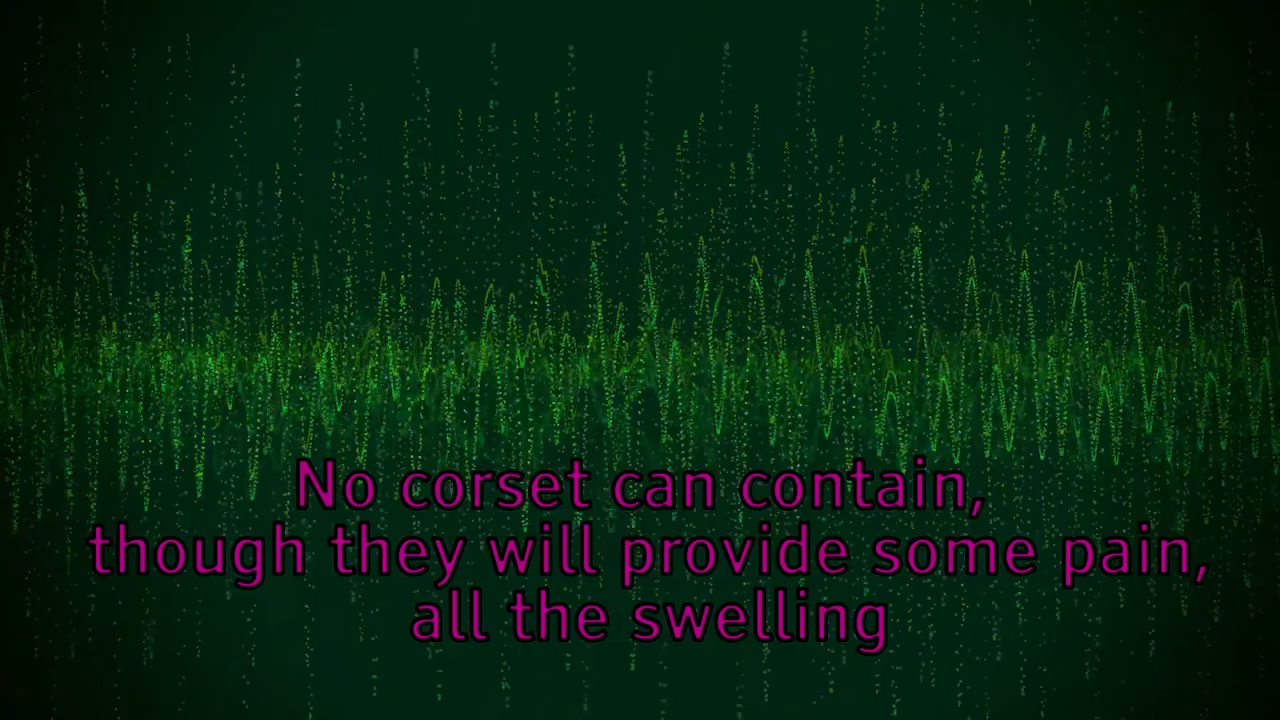 No corset can contain,
though they will provide some pain,
all the swelling